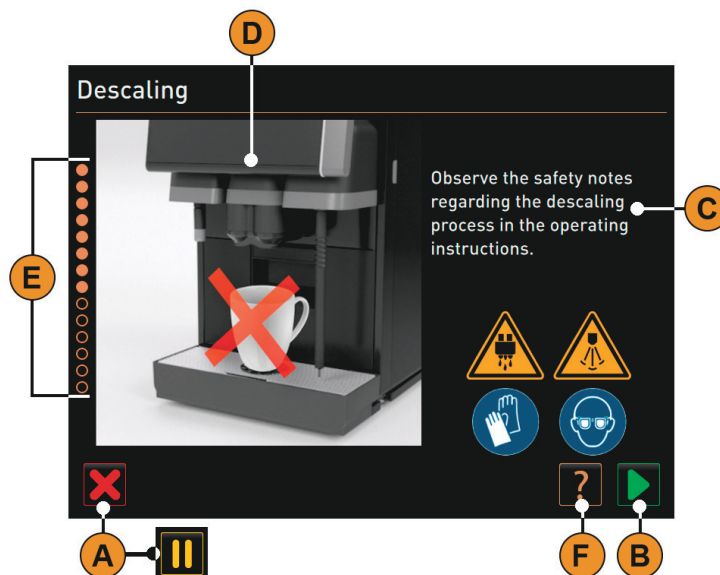 D
Descaling
Observe the safety notes
regarding the descaling
process in the operating
instructions.
C
E
?
A
F
B